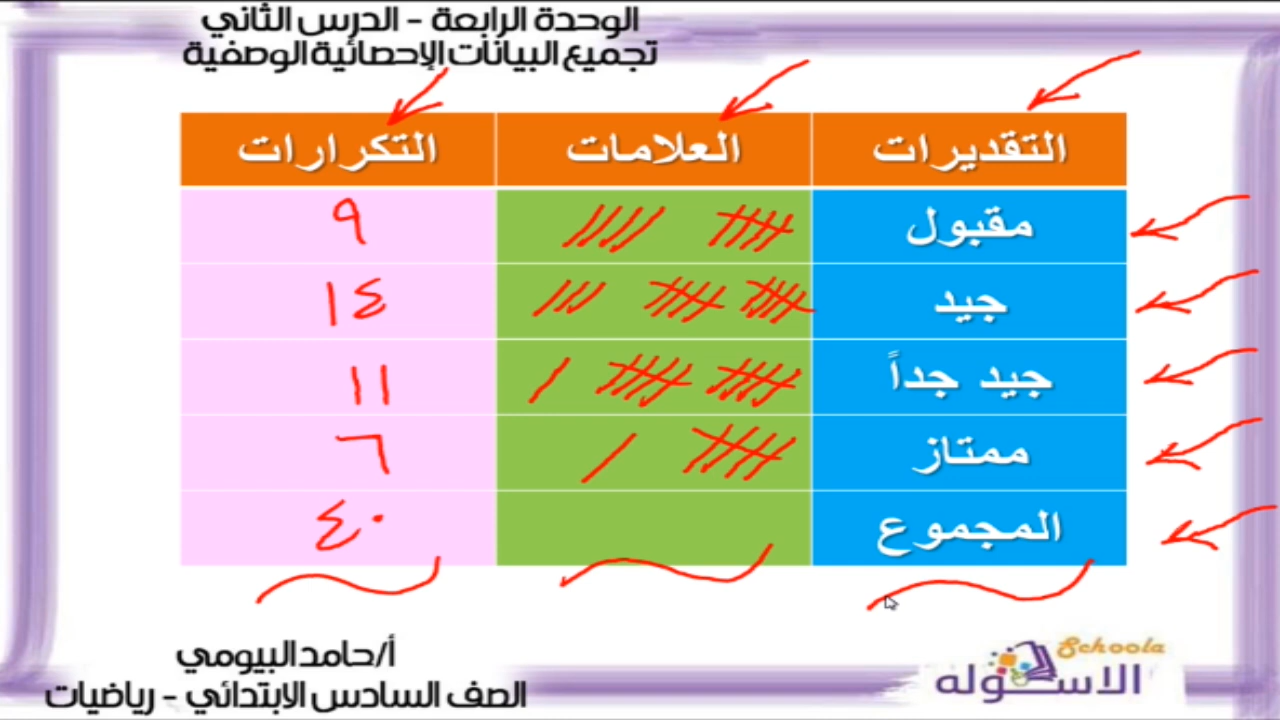 الوحدة الرابعة - الدرس الثاني
تجميع البيانات الإحصائية الوصفية
التقديرات العلامات التكرارات
مقبول ٩
جيد ١٤
جيد جداً ١١
ممتاز ٦
المجموع ٤٠
أ/حامد البيومي
الصف السادس الابتدائي - رياضيات
Schoola
الاسكوله